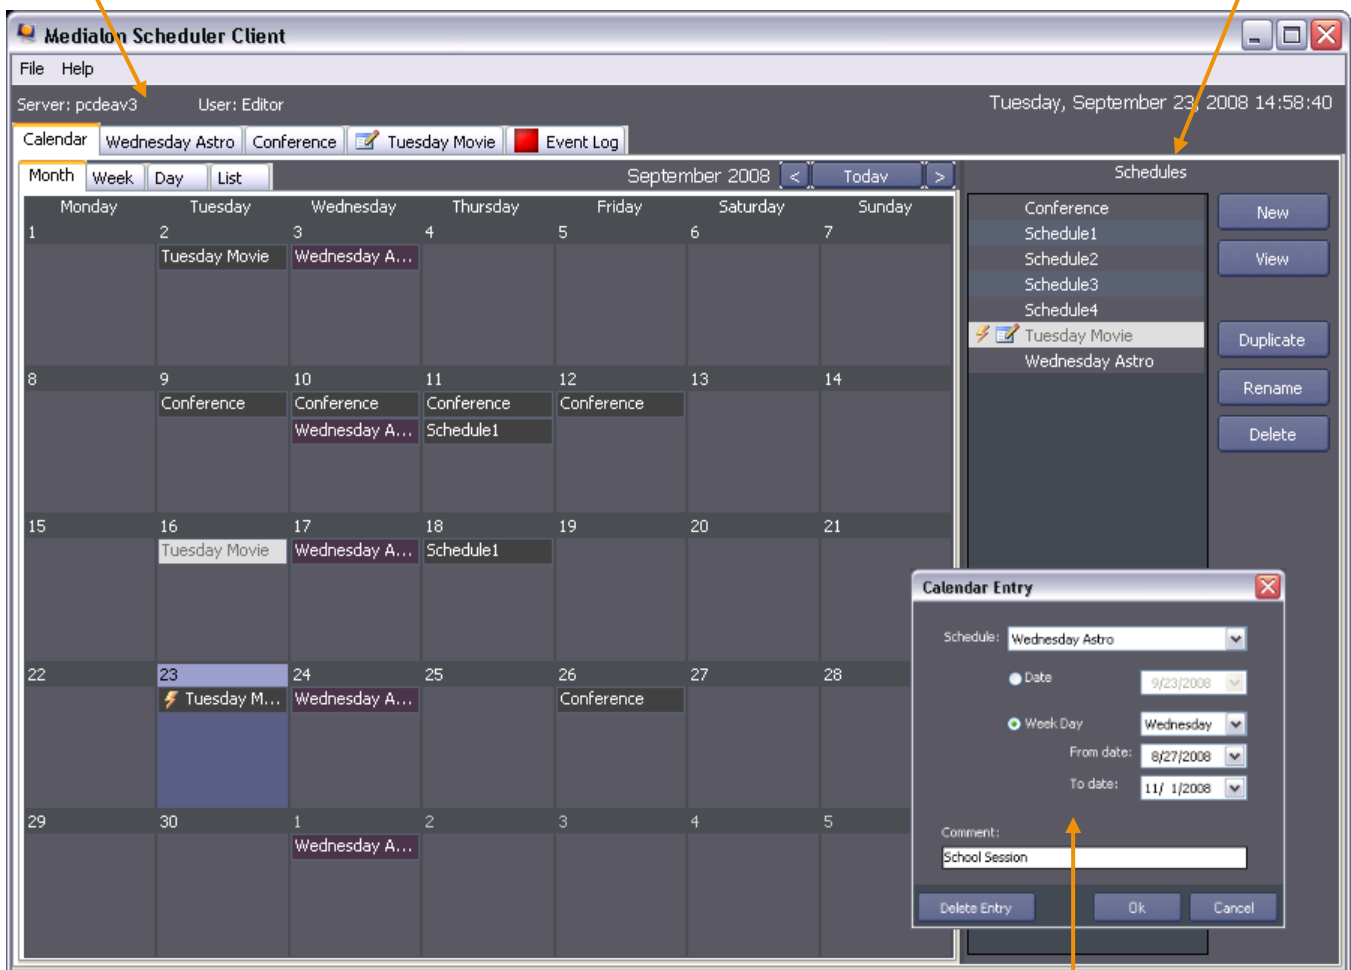 Medialon Scheduler Client
File Help
Server: pcdeav3 User: Editor Tuesday, September 23, 2008 14:58:40
Calendar Wednesday Astro Conference Tuesday Movie Event Log
Month Week Day List September 2008 < Today >
Monday Tuesday Wednesday Thursday Friday Saturday Sunday
1 2 3 4 5 6 7
Tuesday Movie Wednesday A...
8 9 10 11 12 13 14
Conference Conference Conference Conference
Wednesday A... Schedule1
15 16 17 18 19 20 21
Tuesday Movie Wednesday A... Schedule1
22 23 24 25 26 27 28
Tuesday M... Wednesday A... Conference
29 30 1 2 3 4 5
Wednesday A...
Schedules
Conference
Schedule1
Schedule2
Schedule3
Schedule4
Tuesday Movie
Wednesday Astro
New
View
Duplicate
Rename
Delete
Calendar Entry
Schedule: Wednesday Astro
Date 9/23/2008
Week Day Wednesday
From date: 8/27/2008
To date: 11/ 1/2008
Comment:
School Session
Delete Entry Ok Cancel